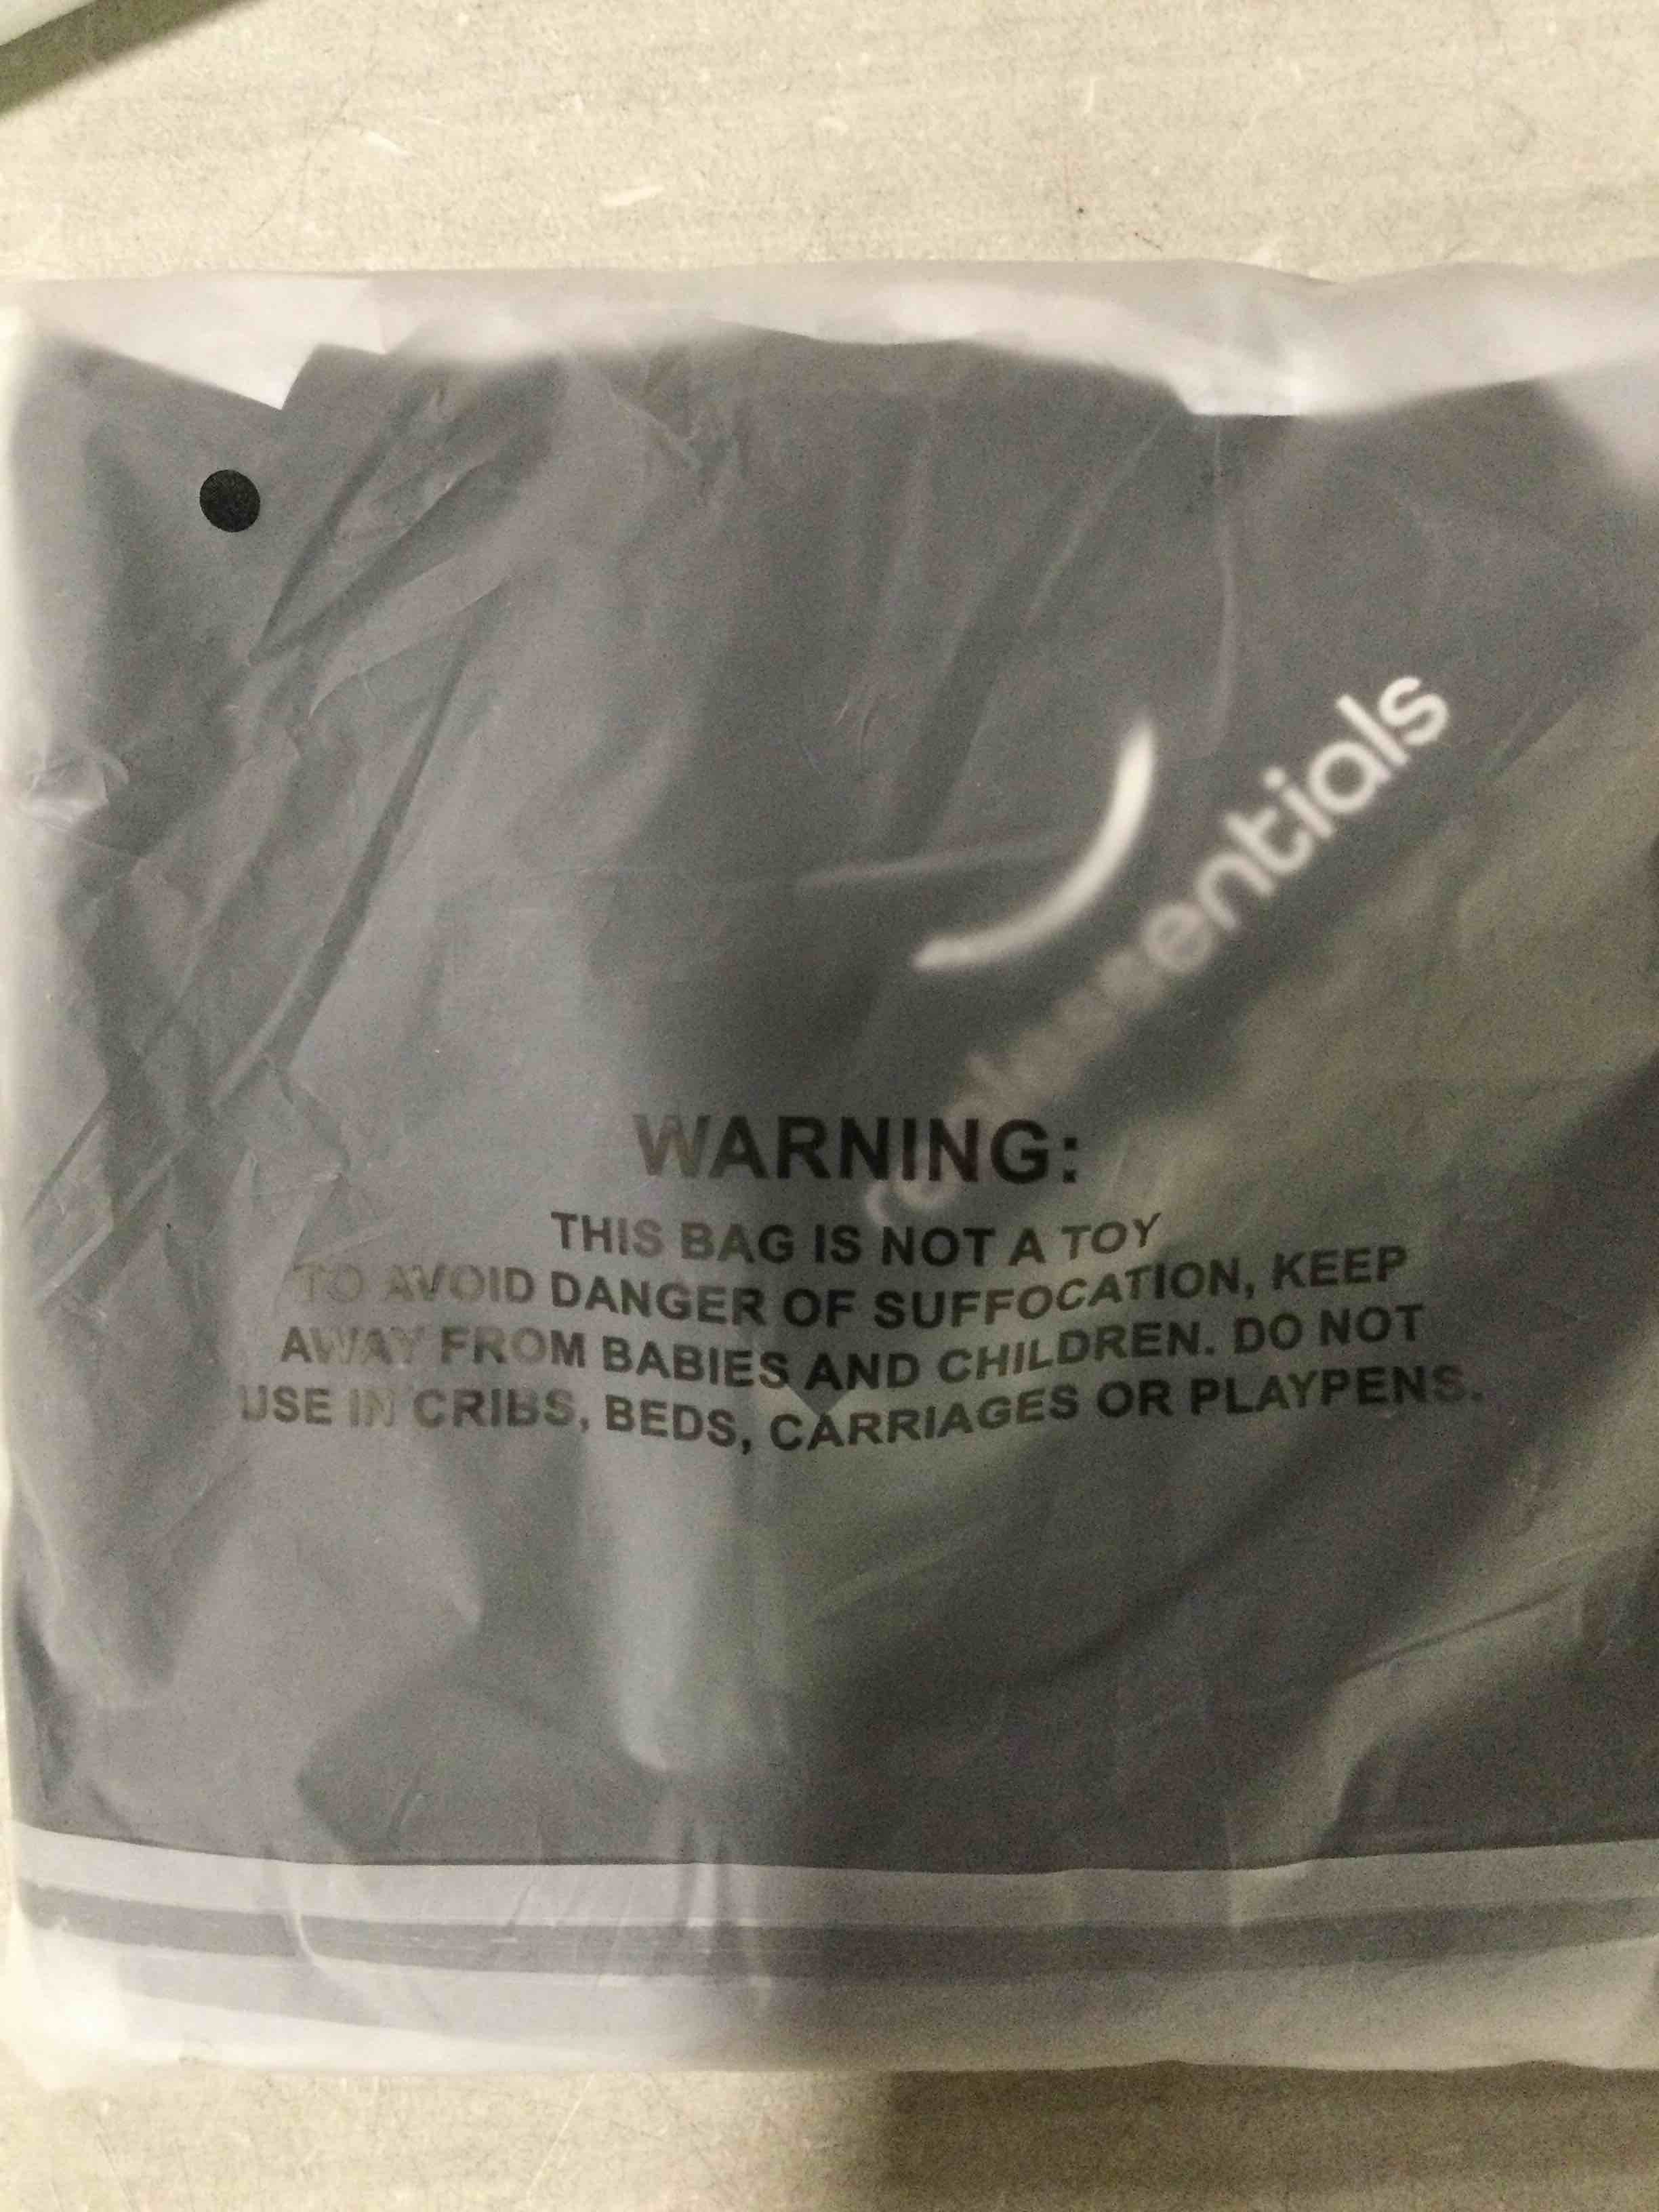 essentials
WARNING:
THIS BAG IS NOT A TOY
TO AVOID DANGER OF SUFFOCATION, KEEP
AWAY FROM BABIES AND CHILDREN. DO NOT
USE IN CRIBS, BEDS, CARRIAGES OR PLAYPENS.